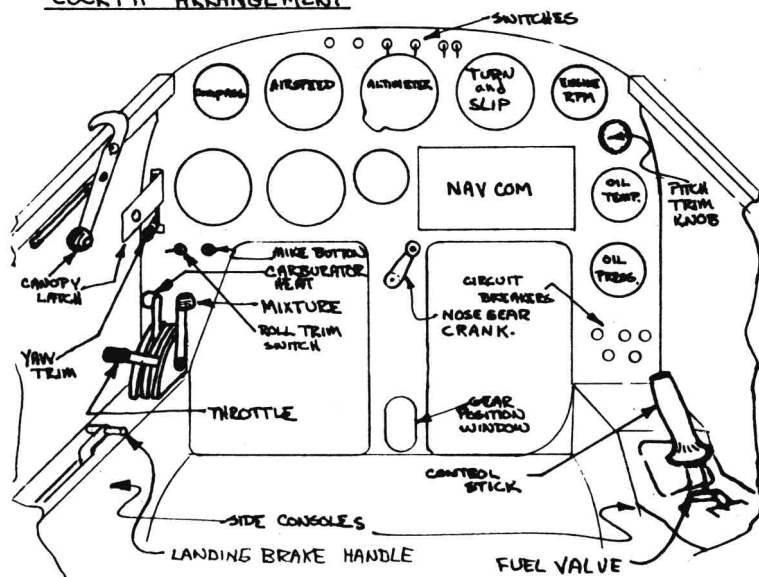 COCKPIT ARRANGEMENT
SWITCHES
COMPASS
AIRSPEED
ALTIMETER
TURN
and
SLIP
ENGINE
RPM
NAV COM
OIL
TEMP.
PITCH
TRIM
KNOB
OIL
PRESS.
CANOPY
LATCH
MIKE BUTTON
CARBURATOR
HEAT
MIXTURE
ROLL TRIM
SWITCH
CIRCUIT
BREAKERS
NOSE GEAR
CRANK.
YAW
TRIM
THROTTLE
GEAR
POSITION
WINDOW
CONTROL
STICK
SIDE CONSOLES
LANDING BRAKE HANDLE
FUEL VALVE